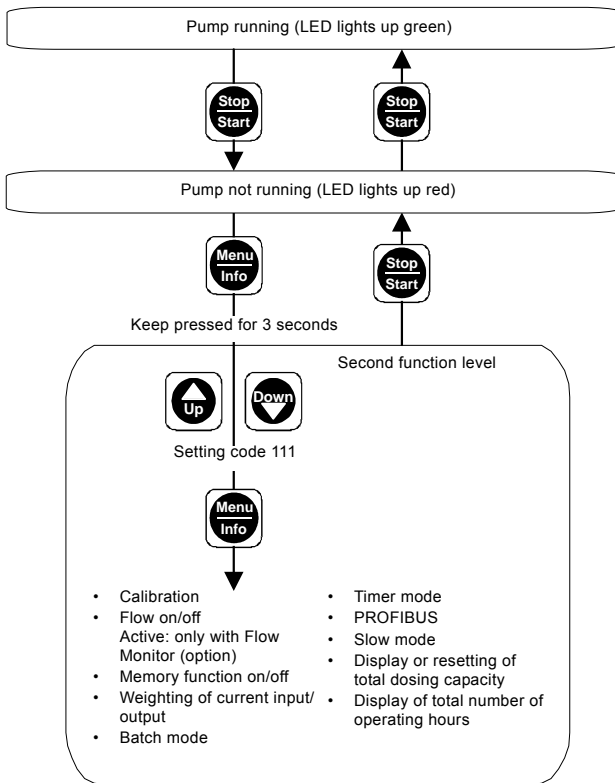 Pump running (LED lights up green)
Stop
Start
Stop
Start
Pump not running (LED lights up red)
Menu
Info
Stop
Start
Keep pressed for 3 seconds
Second function level
Up
Down
Setting code 111
Menu
Info
• Calibration
• Flow on/off
Active: only with Flow
Monitor (option)
• Memory function on/off
• Weighting of current input/
output
• Batch mode
• Timer mode
• PROFIBUS
• Slow mode
• Display or resetting of
total dosing capacity
• Display of total number of
operating hours